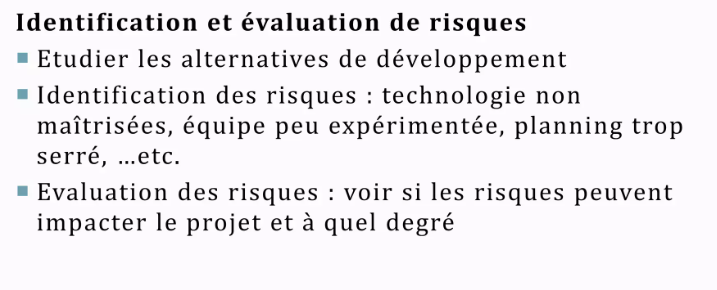 Identification et évaluation de risques
Etudier les alternatives de développement
Identification des risques : technologie non
maîtrisées, équipe peu expérimentée, planning trop
serré, …etc.
Evaluation des risques : voir si les risques peuvent
impacter le projet et à quel degré